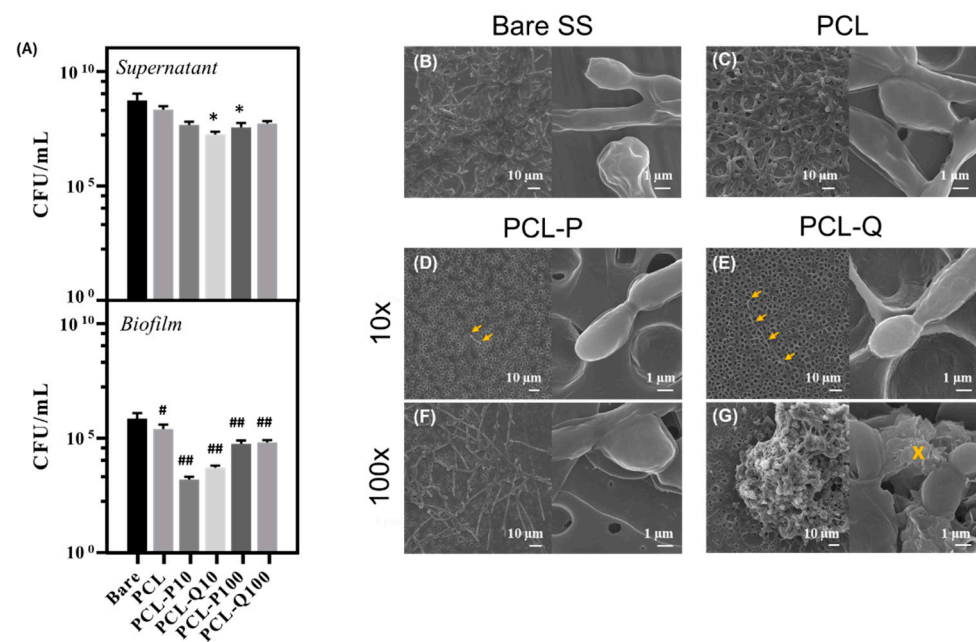 (A)
Supernatant
10^10
10^5
10^0
CFU/mL
* *
Biofilm
10^10
10^5
10^0
CFU/mL
# ## ## ## ##
Bare
PCL
PCL-P10
PCL-Q10
PCL-P100
PCL-Q100
Bare SS
PCL
(B)
10 μm
1 μm
(C)
10 μm
1 μm
PCL-P
PCL-Q
10x
(D)
10 μm
1 μm
(E)
10 μm
1 μm
100x
(F)
10 μm
1 μm
(G)
X
10 μm
1 μm